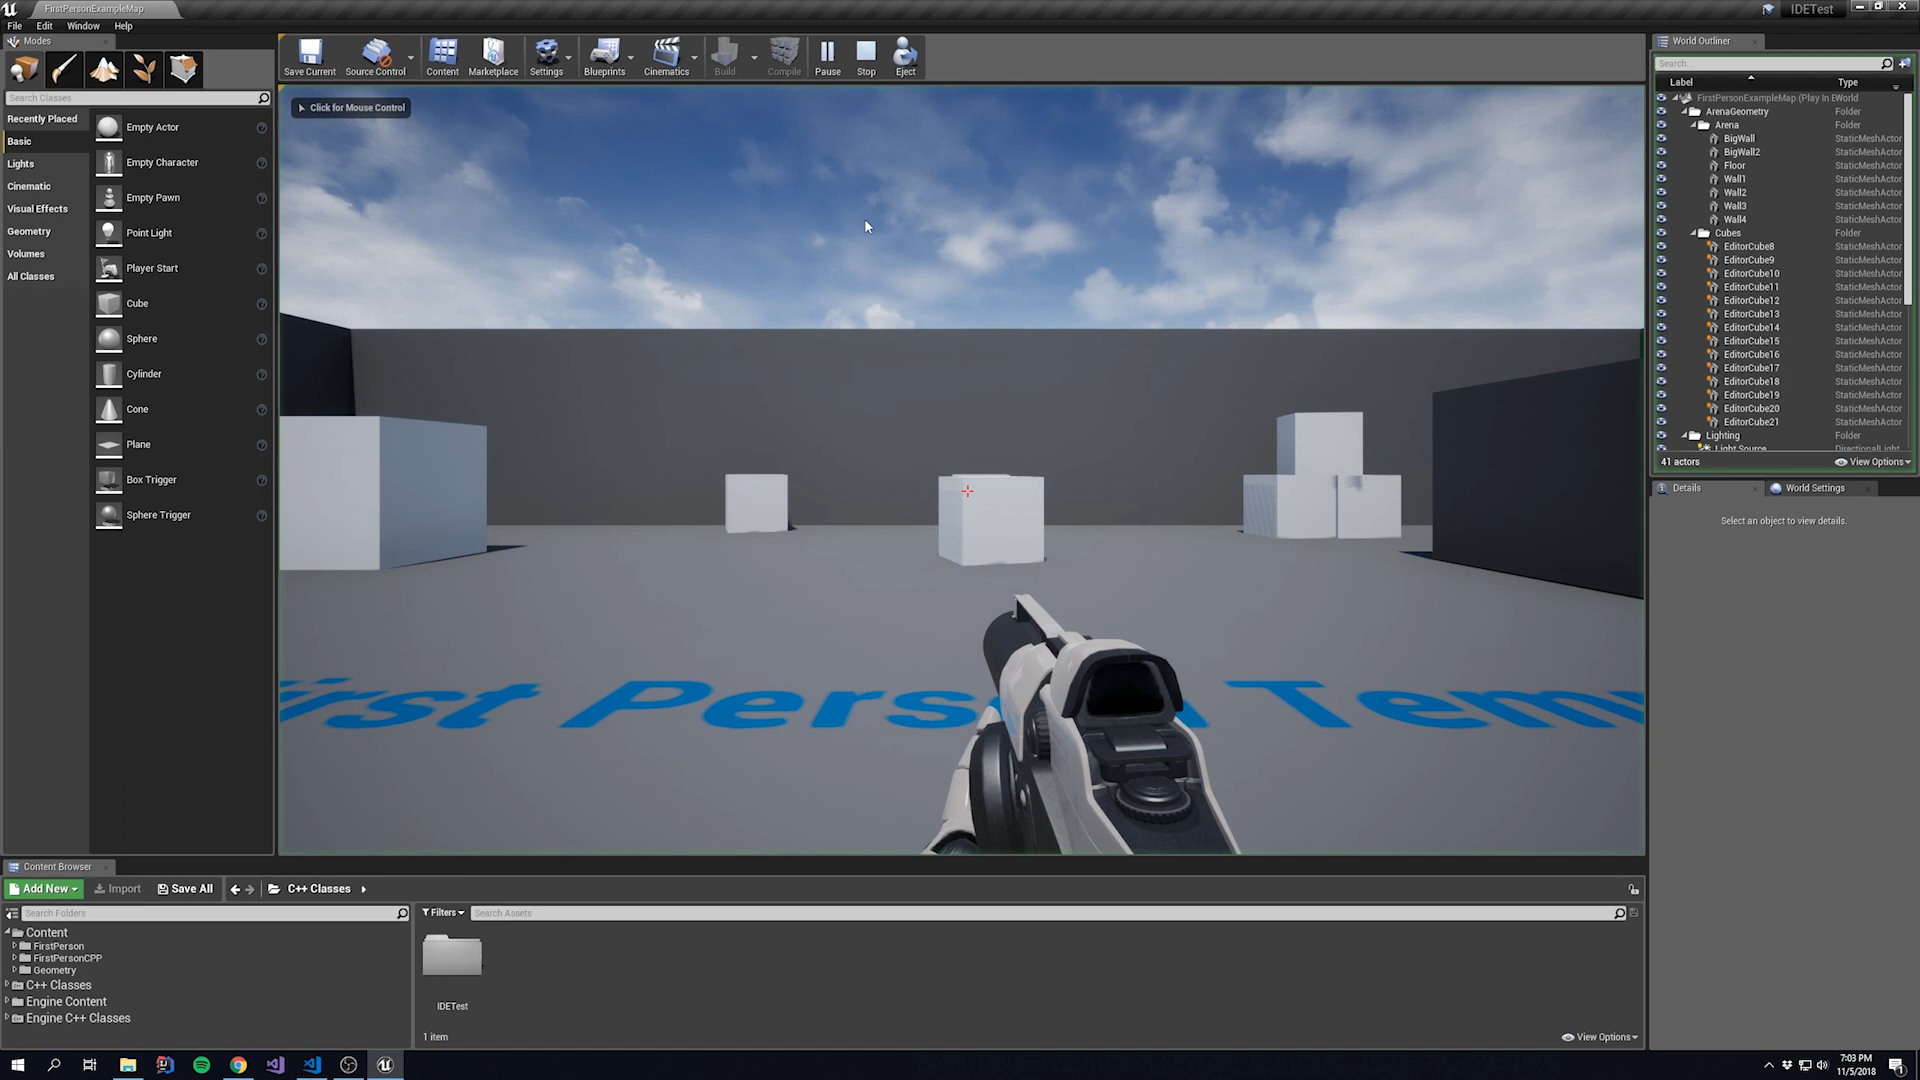 FirstPersonExampleMap
IDETest
File Edit Window Help
Modes
World Outliner
Save Current
Source Control
Content
Marketplace
Settings
Blueprints
Cinematics
Build
Compile
Pause
Stop
Eject
Search...
Search Classes
Label Type
Click for Mouse Control
Recently Placed
Basic
Lights
Cinematic
Visual Effects
Geometry
Volumes
All Classes
Empty Actor
Empty Character
Empty Pawn
Point Light
Player Start
Cube
Sphere
Cylinder
Cone
Plane
Box Trigger
Sphere Trigger
FirstPersonExampleMap (Play In E World
ArenaGeometry Folder
Arena Folder
BigWall StaticMeshActor
BigWall2 StaticMeshActor
Floor StaticMeshActor
Wall1 StaticMeshActor
Wall2 StaticMeshActor
Wall3 StaticMeshActor
Wall4 StaticMeshActor
Cubes Folder
EditorCube8 StaticMeshActor
EditorCube9 StaticMeshActor
EditorCube10 StaticMeshActor
EditorCube11 StaticMeshActor
EditorCube12 StaticMeshActor
EditorCube13 StaticMeshActor
EditorCube14 StaticMeshActor
EditorCube15 StaticMeshActor
EditorCube16 StaticMeshActor
EditorCube17 StaticMeshActor
EditorCube18 StaticMeshActor
EditorCube19 StaticMeshActor
EditorCube20 StaticMeshActor
EditorCube21 StaticMeshActor
Lighting Folder
Light Source DirectionalLight
41 actors View Options
Details World Settings
Select an object to view details.
First Pers Tem
Content Browser
Add New Import Save All C++ Classes
Search Folders
Filters Search Assets
Content
FirstPerson
FirstPersonCPP
Geometry
C++ Classes
Engine Content
Engine C++ Classes
IDETest
1 item
View Options
7:03 PM
11/5/2018
1